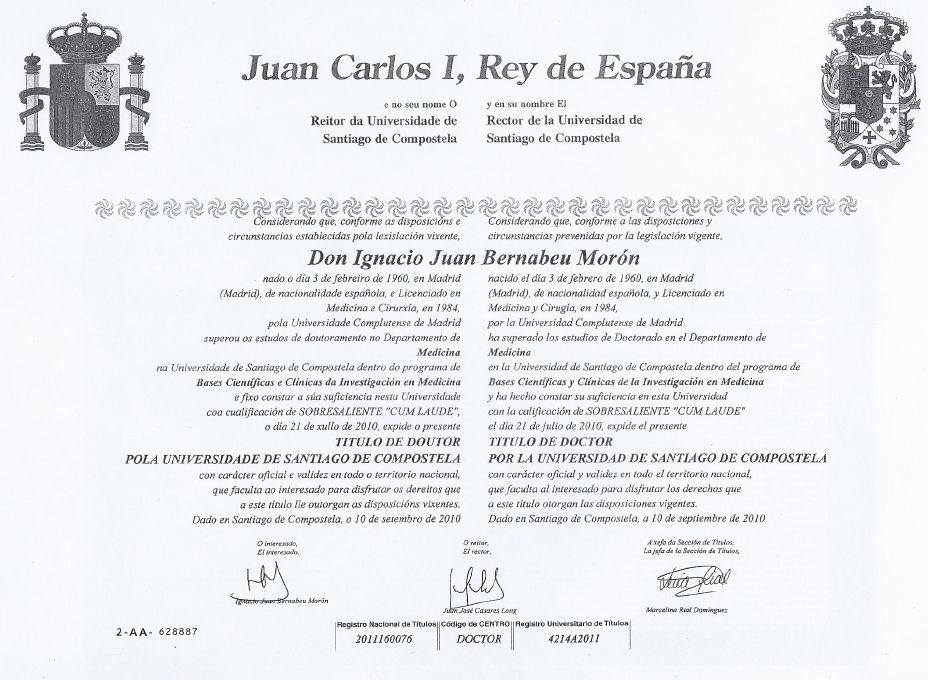 Juan Carlos I, Rey de España
e no seu nome O
Reitor da Universidade de
Santiago de Compostela
y en su nombre El
Rector de la Universidad de
Santiago de Compostela
Considerando que, conforme as disposicións e
circunstancias establecidas pola lexislación vixente,
Considerando que, conforme a las disposiciones y
circunstancias prevenidas por la legislación vigente,
Don Ignacio Juan Bernabeu Morón
nado o día 3 de febreiro de 1960, en Madrid
(Madrid), de nacionalidade española, e Licenciado en
Medicina e Cirurxía, en 1984,
pola Universidade Complutense de Madrid
superou os estudos de doutoramento no Departamento de
Medicina
na Universidade de Santiago de Compostela dentro do programa de
Bases Científicas e Clínicas da Investigación en Medicina
e fixo constar a súa suficiencia nesta Universidade
coa cualificación de SOBRESALIENTE "CUM LAUDE",
o día 21 de xullo de 2010, expide o presente
TITULO DE DOUTOR
POLA UNIVERSIDADE DE SANTIAGO DE COMPOSTELA
con carácter oficial e validez en todo o territorio nacional,
que faculta ao interesado para disfrutar os dereitos que
a este título lle outorgan as disposicións vixentes.
Dado en Santiago de Compostela, o 10 de setembro de 2010
nacido el día 3 de febrero de 1960, en Madrid
(Madrid), de nacionalidad española, y Licenciado en
Medicina y Cirugía, en 1984,
por la Universidad Complutense de Madrid
ha superado los estudios de Doctorado en el Departamento de
Medicina
en la Universidad de Santiago de Compostela dentro del programa de
Bases Científicas y Clínicas de la Investigación en Medicina
y ha hecho constar su suficiencia en esta Universidad
con la calificación de SOBRESALIENTE "CUM LAUDE"
el día 21 de julio de 2010, expide el presente
TITULO DE DOCTOR
POR LA UNIVERSIDAD DE SANTIAGO DE COMPOSTELA
con carácter oficial y validez en todo el territorio nacional,
que faculta al interesado para disfrutar los derechos que
a este título otorgan las disposiciones vigentes.
Dado en Santiago de Compostela, a 10 de septiembre de 2010
O interesado,
El interesado,
Ignacio Juan Bernabeu Morón
O reitor,
El rector,
Juan José Casares Long
A xefa da Sección de Títulos,
La jefa de la Sección de Títulos,
Marcelina Rial Domínguez
2-AA- 628887
Registro Nacional de Títulos
2011160076
Código de CENTRO
DOCTOR
Registro Universitario de Títulos
4214A2011